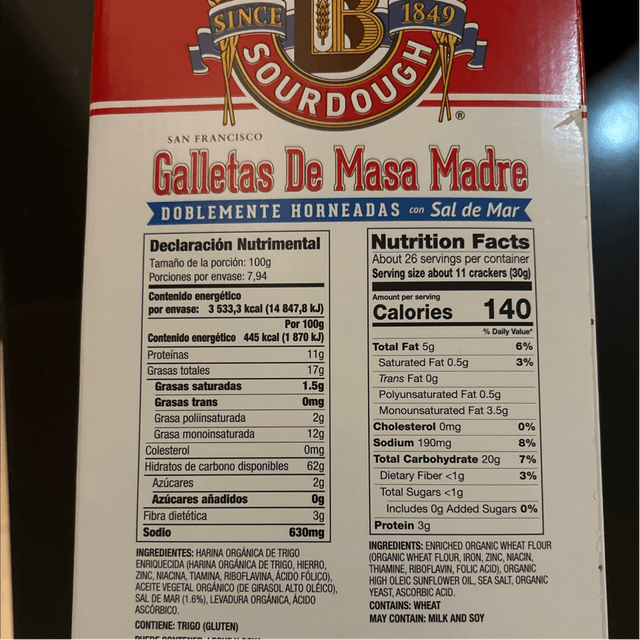 SINCE 1849
B
SOURDOUGH
®
SAN FRANCISCO
Galletas De Masa Madre
DOBLEMENTE HORNEADAS con Sal de Mar
Declaración Nutrimental
Tamaño de la porción: 100g
Porciones por envase: 7,94
Contenido energético
por envase: 3 533,3 kcal (14 847,8 kJ)
Por 100g
Contenido energético 445 kcal (1 870 kJ)
Proteínas 11g
Grasas totales 17g
Grasas saturadas 1.5g
Grasas trans 0mg
Grasa poliinsaturada 2g
Grasa monoinsaturada 12g
Colesterol 0mg
Hidratos de carbono disponibles 62g
Azúcares 2g
Azúcares añadidos 0g
Fibra dietética 3g
Sodio 630mg
INGREDIENTES: HARINA ORGÁNICA DE TRIGO
ENRIQUECIDA (HARINA ORGÁNICA DE TRIGO, HIERRO,
ZINC, NIACINA, TIAMINA, RIBOFLAVINA, ÁCIDO FÓLICO),
ACEITE VEGETAL ORGÁNICO (DE GIRASOL ALTO OLÉICO),
SAL DE MAR (1.6%), LEVADURA ORGÁNICA, ÁCIDO
ASCÓRBICO.
CONTIENE: TRIGO (GLUTEN)
Nutrition Facts
About 26 servings per container
Serving size about 11 crackers (30g)
Amount per serving
Calories 140
% Daily Value*
Total Fat 5g 6%
Saturated Fat 0.5g 3%
Trans Fat 0g
Polyunsaturated Fat 0.5g
Monounsaturated Fat 3.5g
Cholesterol 0mg 0%
Sodium 190mg 8%
Total Carbohydrate 20g 7%
Dietary Fiber <1g 3%
Total Sugars <1g
Includes 0g Added Sugars 0%
Protein 3g
INGREDIENTS: ENRICHED ORGANIC WHEAT FLOUR
(ORGANIC WHEAT FLOUR, IRON, ZINC, NIACIN,
THIAMINE, RIBOFLAVIN, FOLIC ACID), ORGANIC
HIGH OLEIC SUNFLOWER OIL, SEA SALT, ORGANIC
YEAST, ASCORBIC ACID.
CONTAINS: WHEAT
MAY CONTAIN: MILK AND SOY